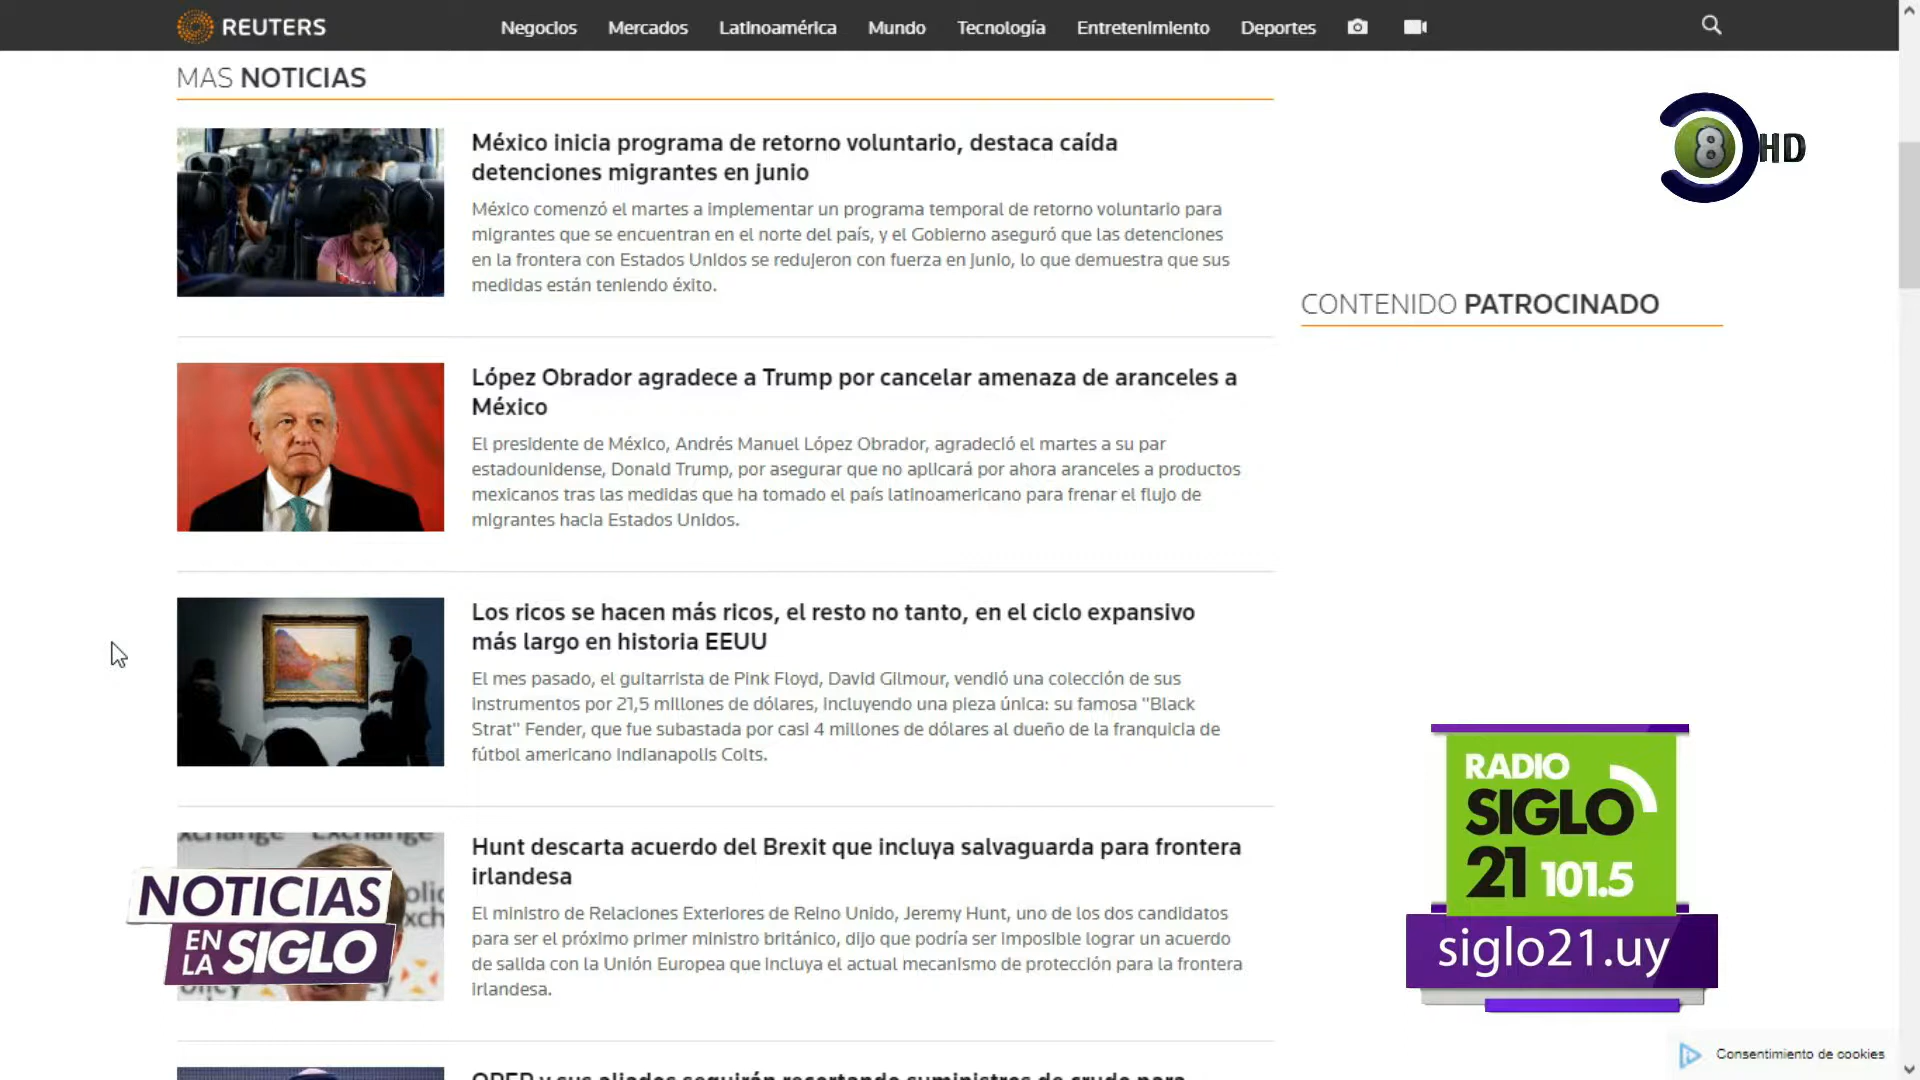 REUTERS
Negocios Mercados Latinoamérica Mundo Tecnología Entretenimiento Deportes
MAS NOTICIAS
8 HD
México inicia programa de retorno voluntario, destaca caída
detenciones migrantes en junio
México comenzó el martes a implementar un programa temporal de retorno voluntario para
migrantes que se encuentran en el norte del país, y el Gobierno aseguró que las detenciones
en la frontera con Estados Unidos se redujeron con fuerza en junio, lo que demuestra que sus
medidas están teniendo éxito.
CONTENIDO PATROCINADO
López Obrador agradece a Trump por cancelar amenaza de aranceles a
México
El presidente de México, Andrés Manuel López Obrador, agradeció el martes a su par
estadounidense, Donald Trump, por asegurar que no aplicará por ahora aranceles a productos
mexicanos tras las medidas que ha tomado el país latinoamericano para frenar el flujo de
migrantes hacia Estados Unidos.
Los ricos se hacen más ricos, el resto no tanto, en el ciclo expansivo
más largo en historia EEUU
El mes pasado, el guitarrista de Pink Floyd, David Gilmour, vendió una colección de sus
instrumentos por 21,5 millones de dólares, incluyendo una pieza única: su famosa "Black
Strat" Fender, que fue subastada por casi 4 millones de dólares al dueño de la franquicia de
fútbol americano Indianapolis Colts.
Hunt descarta acuerdo del Brexit que incluya salvaguarda para frontera
irlandesa
El ministro de Relaciones Exteriores de Reino Unido, Jeremy Hunt, uno de los dos candidatos
para ser el próximo primer ministro británico, dijo que podría ser imposible lograr un acuerdo
de salida con la Unión Europea que incluya el actual mecanismo de protección para la frontera
irlandesa.
NOTICIAS
EN LA SIGLO
RADIO
SIGLO
21 101.5
siglo21.uy
OPEP y sus aliados seguirán recortando suministros de crudo para
Consentimiento de cookies